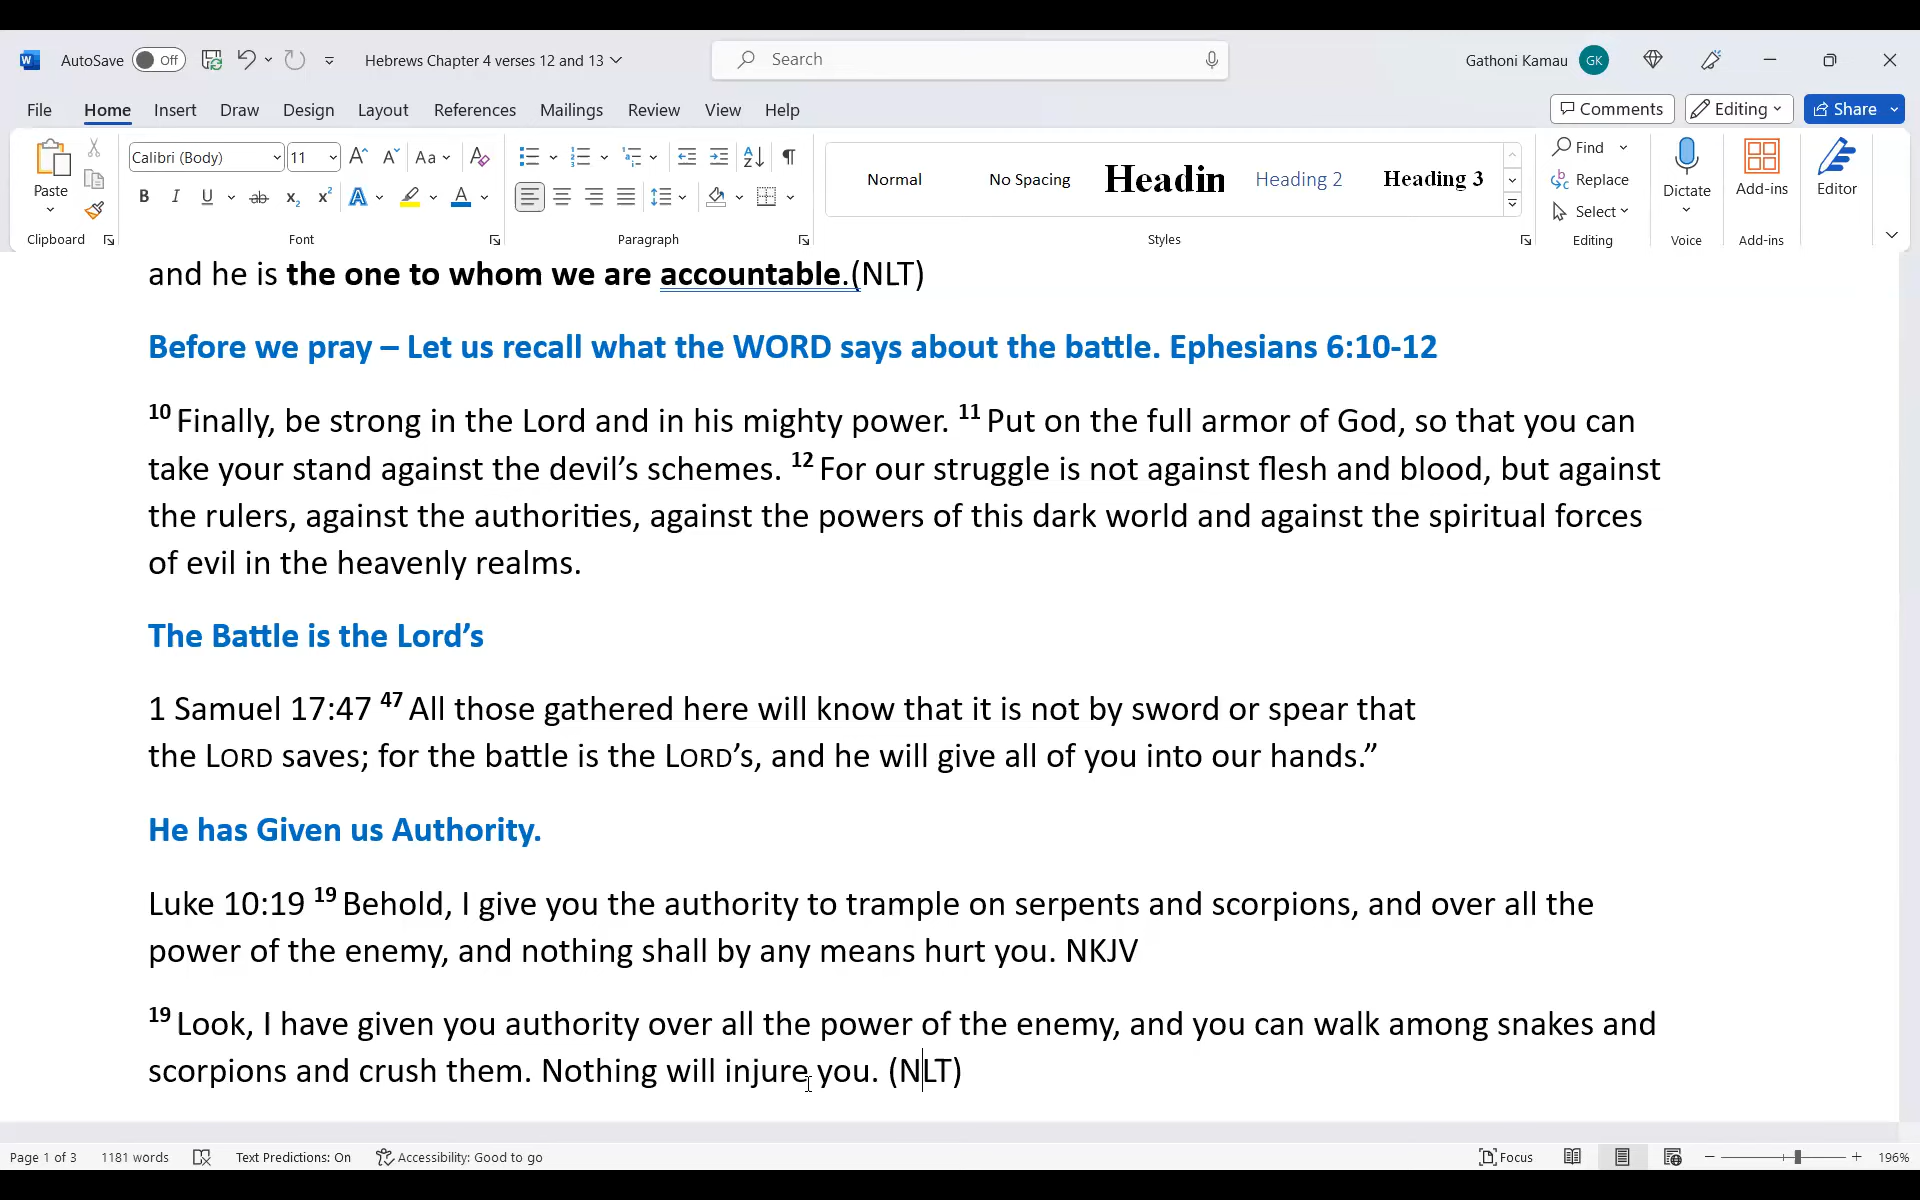 AutoSave Off Hebrews Chapter 4 verses 12 and 13 Search Gathoni Kamau GK
File Home Insert Draw Design Layout References Mailings Review View Help Comments Editing Share
Paste Calibri (Body) 11 A A Aa A Normal No Spacing Headin Heading 2 Heading 3 Find Replace Select Dictate Add-ins Editor
B I U ab x₂ x² A A
Clipboard Font Paragraph Styles Editing Voice Add-ins
and he is the one to whom we are accountable.(NLT)
Before we pray – Let us recall what the WORD says about the battle. Ephesians 6:10-12
10 Finally, be strong in the Lord and in his mighty power. 11 Put on the full armor of God, so that you can
take your stand against the devil’s schemes. 12 For our struggle is not against flesh and blood, but against
the rulers, against the authorities, against the powers of this dark world and against the spiritual forces
of evil in the heavenly realms.
The Battle is the Lord’s
1 Samuel 17:47 47 All those gathered here will know that it is not by sword or spear that
the LORD saves; for the battle is the LORD’s, and he will give all of you into our hands.”
He has Given us Authority.
Luke 10:19 19 Behold, I give you the authority to trample on serpents and scorpions, and over all the
power of the enemy, and nothing shall by any means hurt you. NKJV
19 Look, I have given you authority over all the power of the enemy, and you can walk among snakes and
scorpions and crush them. Nothing will injure you. (NLT)
Page 1 of 3 1181 words Text Predictions: On Accessibility: Good to go Focus 196%